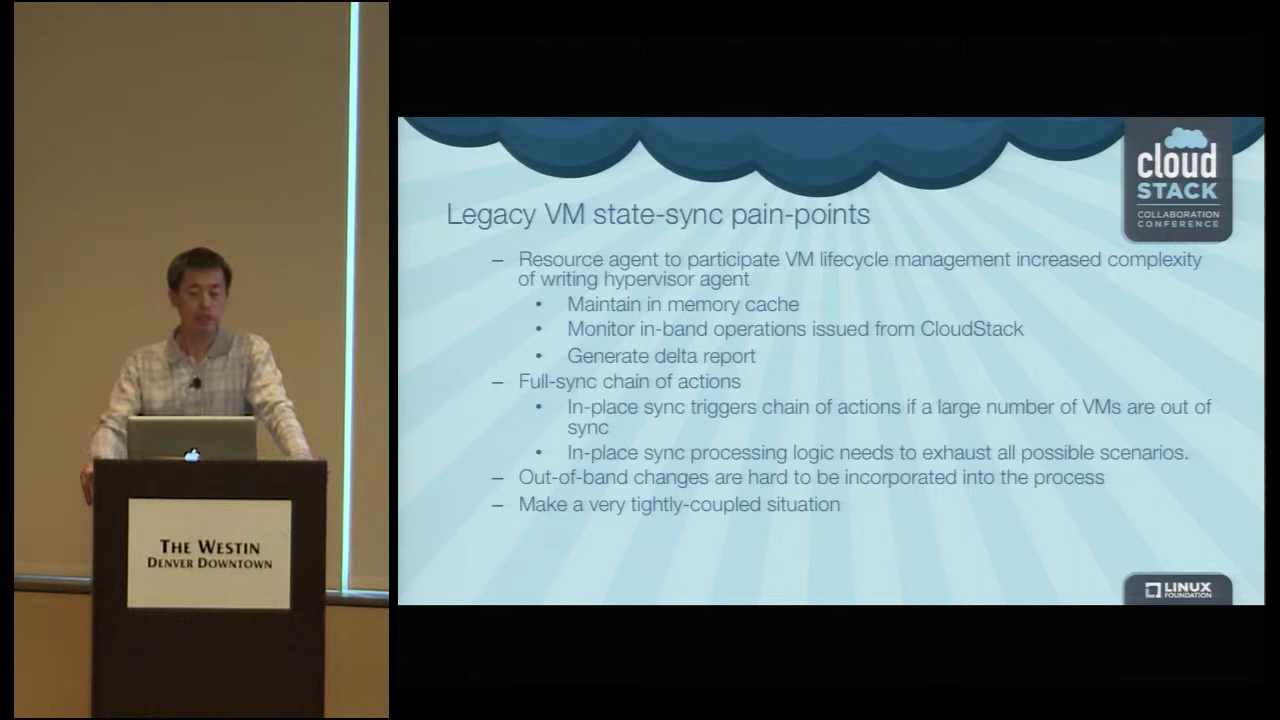 THE WESTIN
DENVER DOWNTOWN
cloud
STACK
COLLABORATION
CONFERENCE
Legacy VM state-sync pain-points
– Resource agent to participate VM lifecycle management increased complexity
of writing hypervisor agent
• Maintain in memory cache
• Monitor in-band operations issued from CloudStack
• Generate delta report
– Full-sync chain of actions
• In-place sync triggers chain of actions if a large number of VMs are out of
sync
• In-place sync processing logic needs to exhaust all possible scenarios.
– Out-of-band changes are hard to be incorporated into the process
– Make a very tightly-coupled situation
LINUX
FOUNDATION